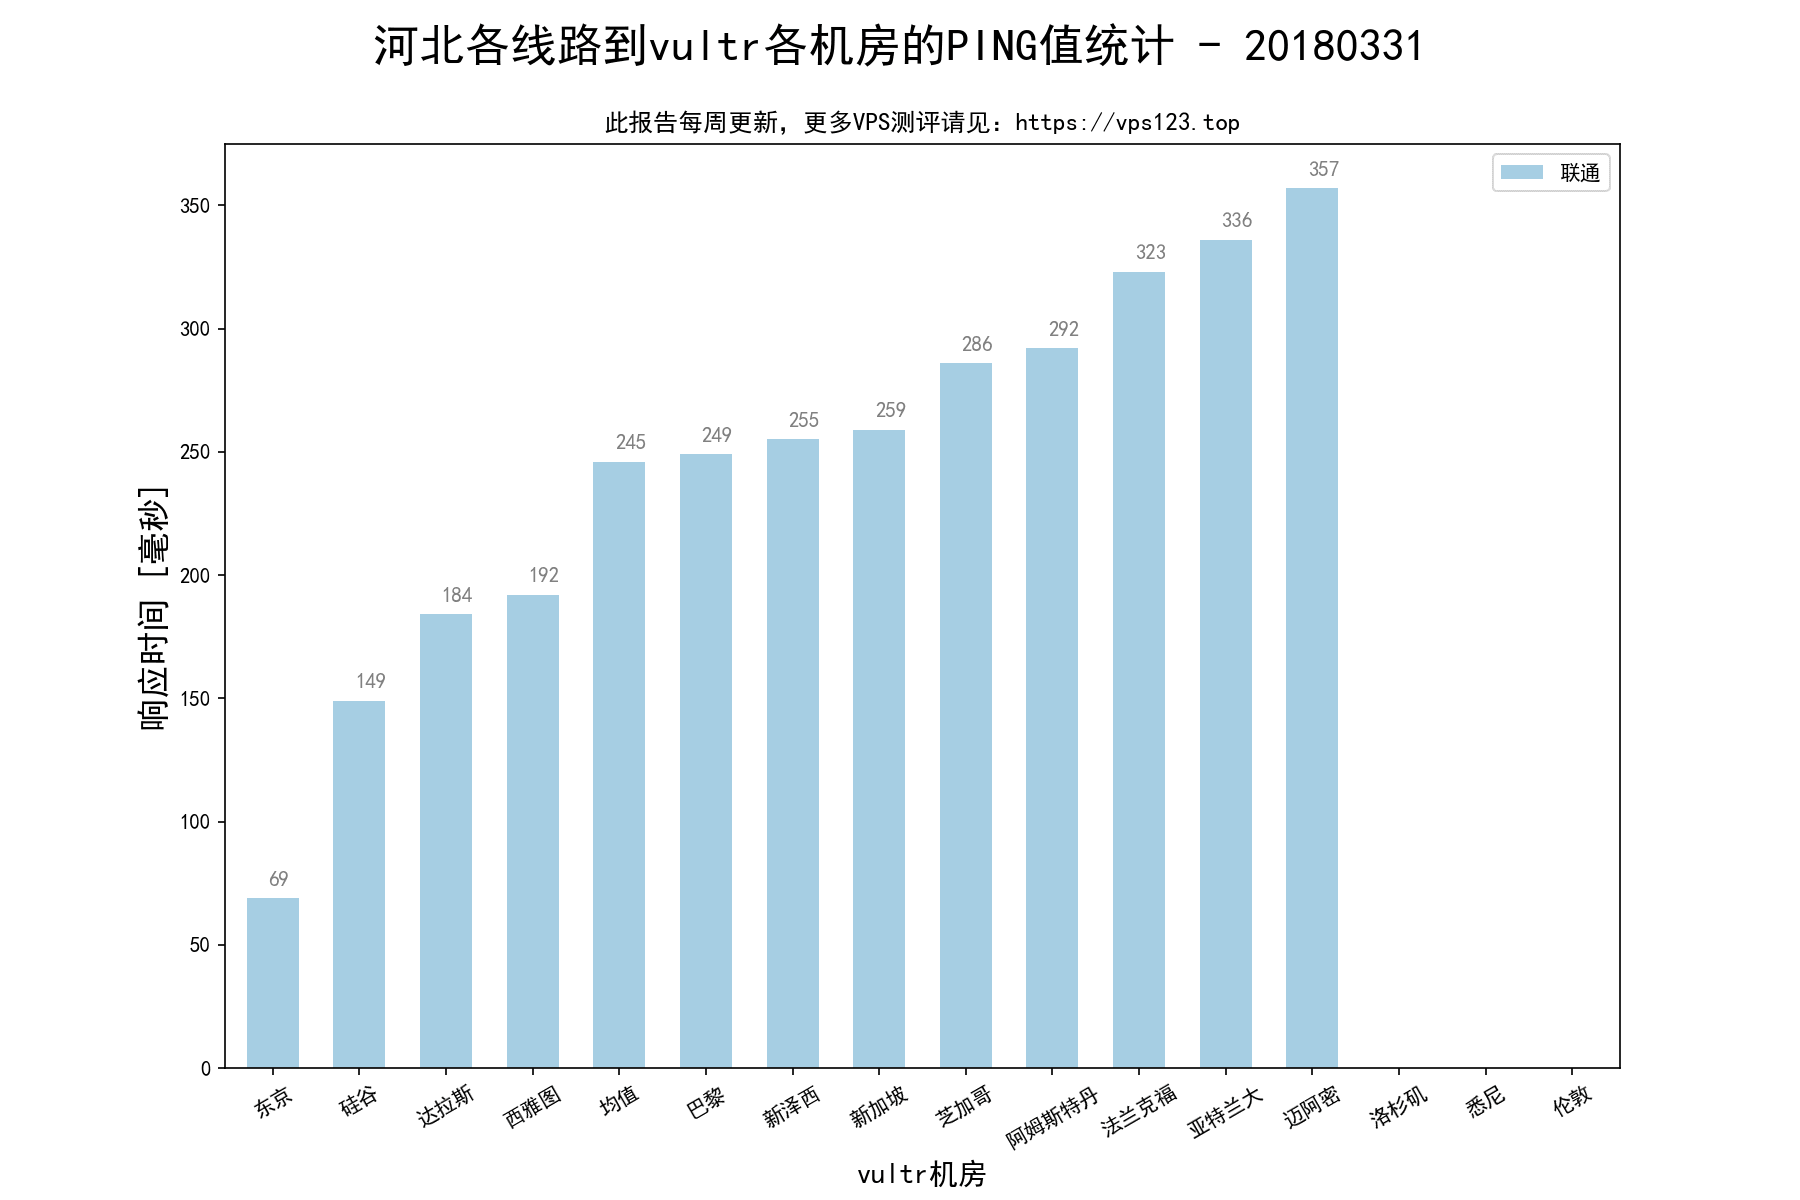 河北各线路到vultr各机房的PING值统计 - 20180331
此报告每周更新，更多VPS测评请见：https://vps123.top
联通
响应时间 [毫秒]
350
300
250
200
150
100
50
0
69
149
184
192
245
249
255
259
286
292
323
336
357
东京
硅谷
达拉斯
西雅图
均值
巴黎
新泽西
新加坡
芝加哥
阿姆斯特丹
法兰克福
亚特兰大
迈阿密
洛杉矶
悉尼
伦敦
vultr机房